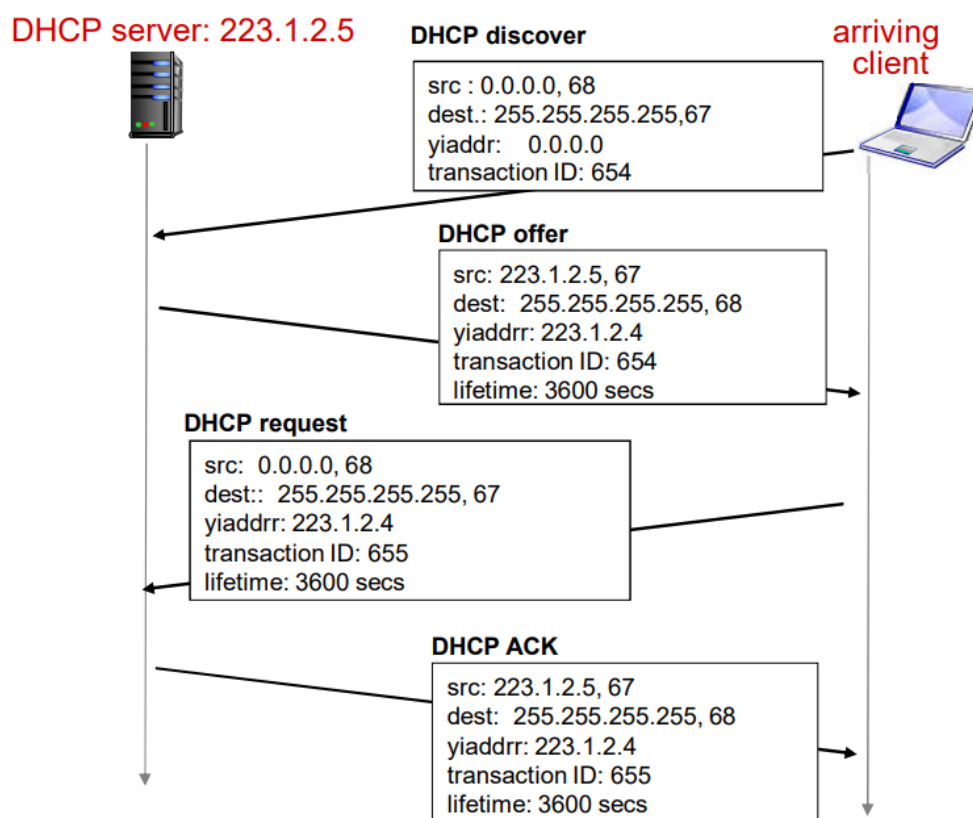 DHCP server: 223.1.2.5
arriving
client
DHCP discover
src : 0.0.0.0, 68
dest.: 255.255.255.255,67
yiaddr: 0.0.0.0
transaction ID: 654
DHCP offer
src: 223.1.2.5, 67
dest: 255.255.255.255, 68
yiaddrr: 223.1.2.4
transaction ID: 654
lifetime: 3600 secs
DHCP request
src: 0.0.0.0, 68
dest:: 255.255.255.255, 67
yiaddrr: 223.1.2.4
transaction ID: 655
lifetime: 3600 secs
DHCP ACK
src: 223.1.2.5, 67
dest: 255.255.255.255, 68
yiaddrr: 223.1.2.4
transaction ID: 655
lifetime: 3600 secs